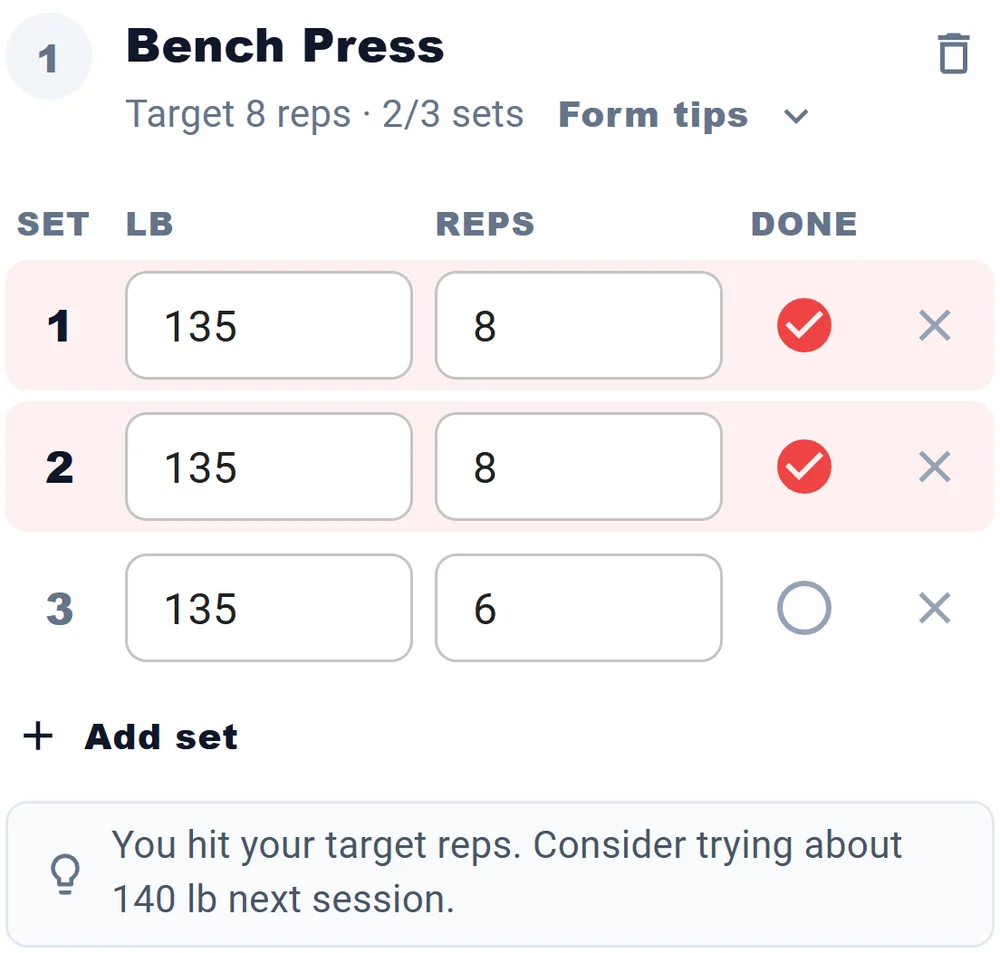 1 Bench Press
Target 8 reps · 2/3 sets Form tips
SET LB REPS DONE
1 135 8
2 135 8
3 135 6
+ Add set
You hit your target reps. Consider trying about
140 lb next session.